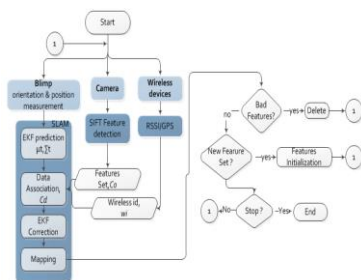 Start
1
Blimp
orientation & position
measurement
Camera
Wireless
devices
SLAM
EKF prediction
μt,∑t
SIFT Feature
detection
RSSI/GPS
Data
Association,
Cd
Features
Set,Co
Wireless id,
wi
EKF
Correction
Mapping
Bad
Features?
yes
Delete
1
no
New Fearure
Set ?
yes
Features
Initialization
1
no
Stop ?
No
1
Yes
End